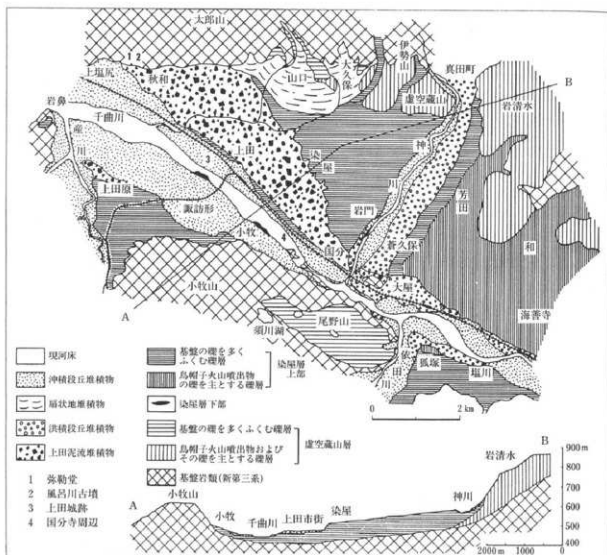 太郎山
1 2
上塩尻
秋和
山口
大久保
伊勢山
虚空蔵山
真田町
岩清水
B
岩鼻
産川
千曲川
3
上田
染屋
神川
芳田
上田原
諏訪形
岩門
蒼久保
和
小牧
4
国分
大屋
海善寺
小牧山
A
須川湖
尾野山
依田川
狐塚
塩川
0 2 km
現河床
沖積段丘堆積物
扇状地堆積物
洪積段丘堆積物
上田泥流堆積物
基盤の礫を多くふくむ礫層
烏帽子火山噴出物の礫を主とする礫層
染屋層上部
染屋層下部
基盤の礫を多くふくむ礫層
烏帽子火山噴出物およびその礫を主とする礫層
虚空蔵山層
基盤岩類(新第三系)
1 弥勒堂
2 風呂川古墳
3 上田城跡
4 国分寺周辺
A
小牧山
小牧
千曲川
上田市街
染屋
神川
岩清水
B
900m
800
700
600
500
400
2000m 1000 0